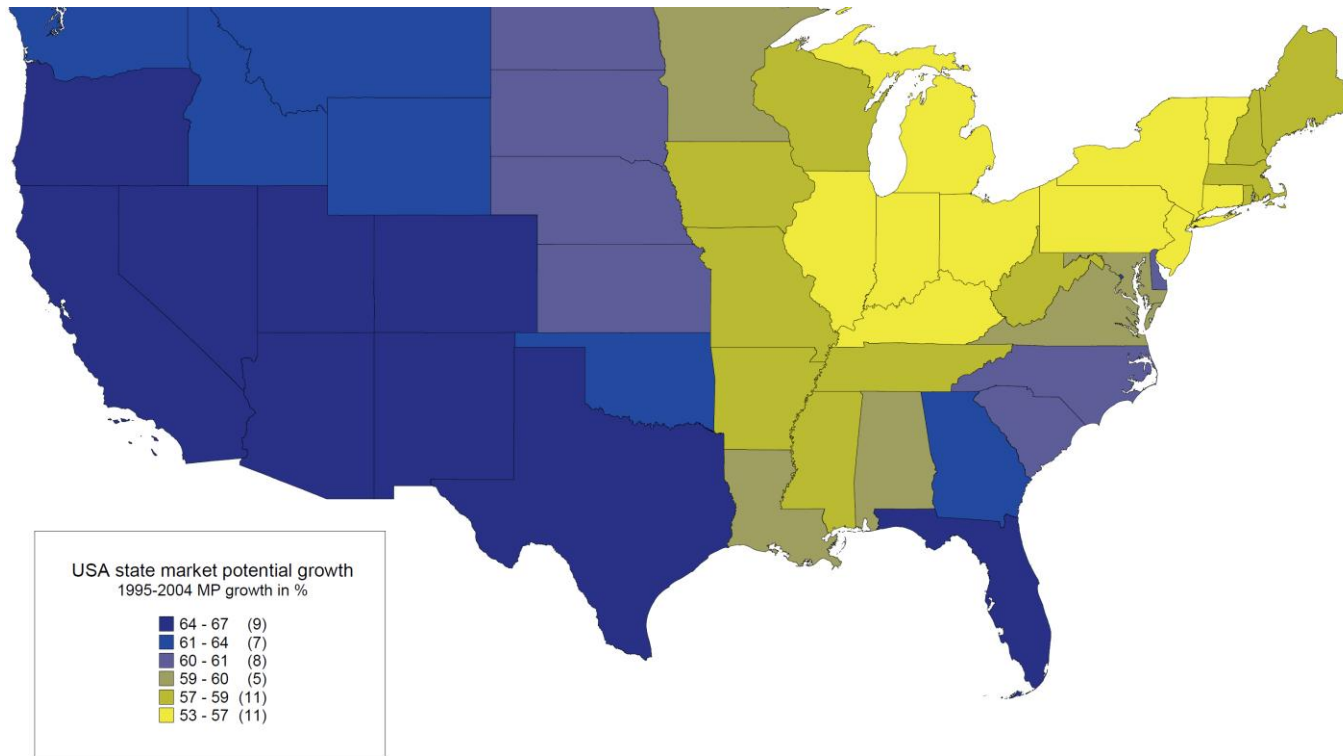 USA state market potential growth
1995-2004 MP growth in %
64 - 67 (9)
61 - 64 (7)
60 - 61 (8)
59 - 60 (5)
57 - 59 (11)
53 - 57 (11)